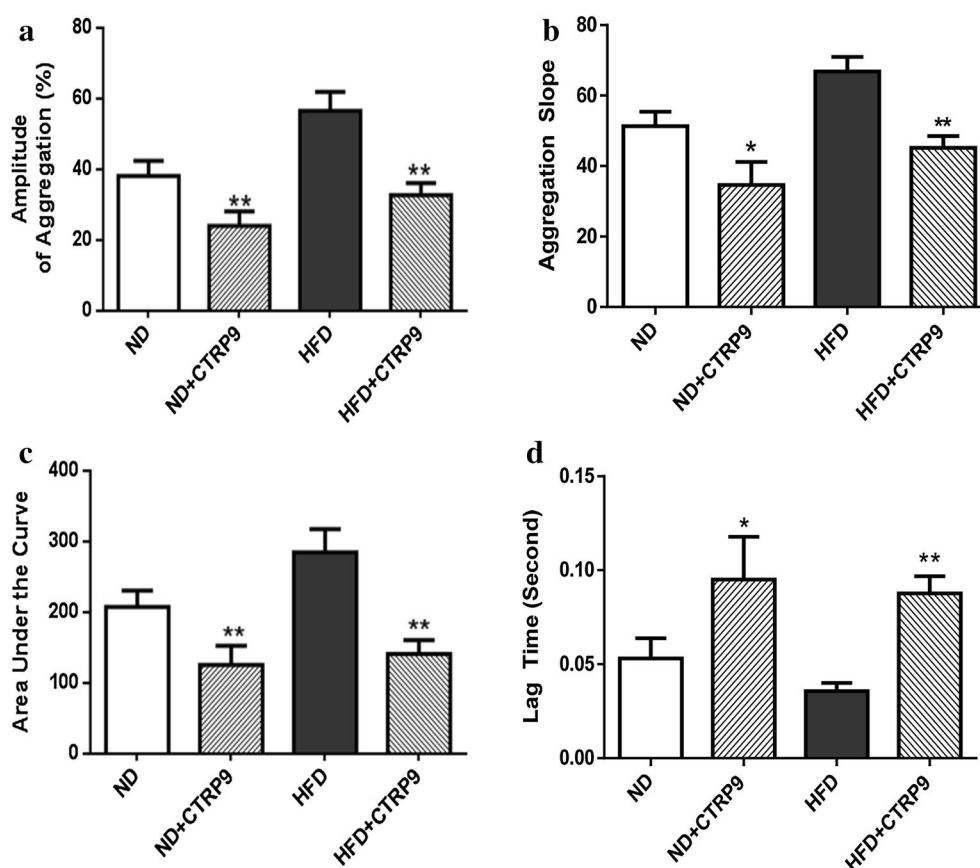 a
Amplitude
of Aggregation (%)
80
60
40
20
0
**
**
ND
ND+CTRP9
HFD
HFD+CTRP9
b
Aggregation Slope
80
60
40
20
0
*
**
ND
ND+CTRP9
HFD
HFD+CTRP9
c
Area Under the Curve
400
300
200
100
0
**
**
ND
ND+CTRP9
HFD
HFD+CTRP9
d
Lag Time (Second)
0.15
0.10
0.05
0.00
*
**
ND
ND+CTRP9
HFD
HFD+CTRP9